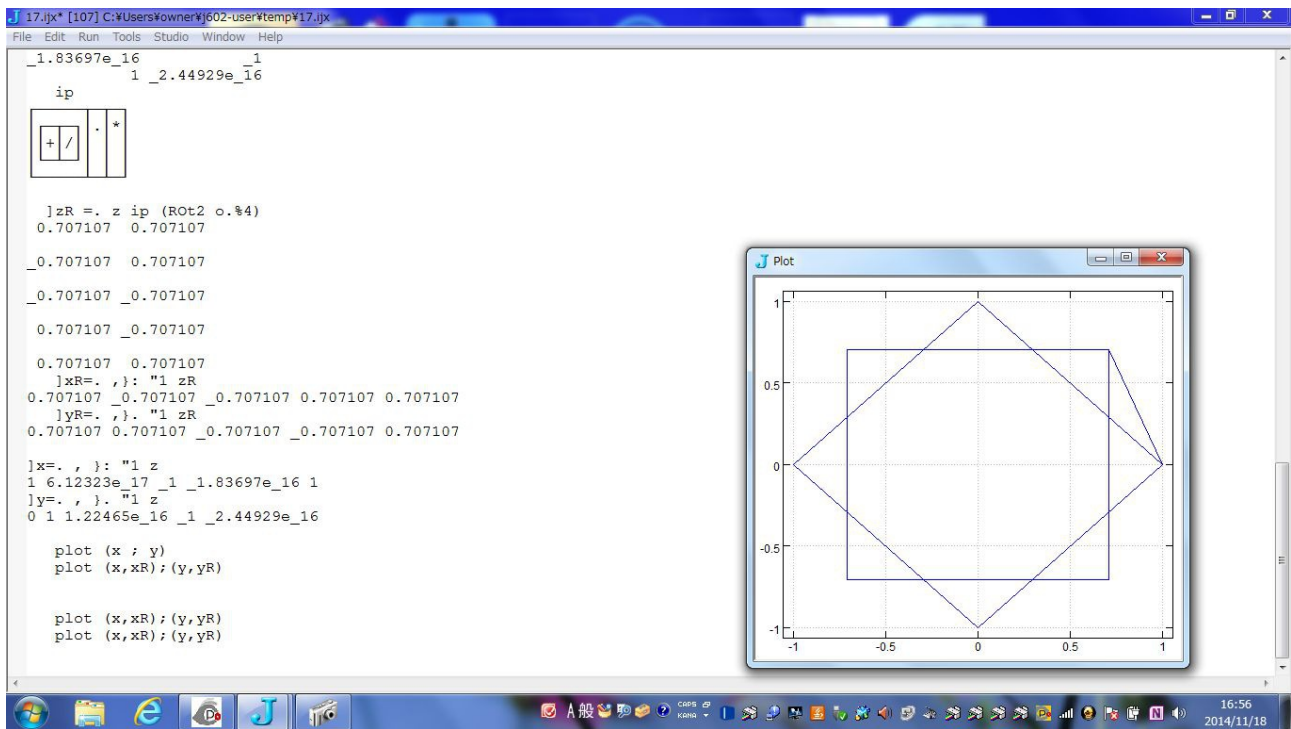 17.ijx* [107] C:¥Users¥owner¥j602-user¥temp¥17.ijx
File Edit Run Tools Studio Window Help
_1.83697e_16 _1
1 _2.44929e_16
ip
+ / . *
]zR =. z ip (ROt2 o.%4)
0.707107 0.707107
_0.707107 0.707107
_0.707107 _0.707107
0.707107 _0.707107
0.707107 0.707107
]xR=. ,}: "1 zR
0.707107 _0.707107 _0.707107 0.707107 0.707107
]yR=. ,}. "1 zR
0.707107 0.707107 _0.707107 _0.707107 0.707107
]x=. , }: "1 z
1 6.12323e_17 _1 _1.83697e_16 1
]y=. , }. "1 z
0 1 1.22465e_16 _1 _2.44929e_16
plot (x ; y)
plot (x,xR);(y,yR)
plot (x,xR);(y,yR)
plot (x,xR);(y,yR)
Plot
1
0.5
0
-0.5
-1
-1 -0.5 0 0.5 1
A 般 CAPS KANA
16:56
2014/11/18